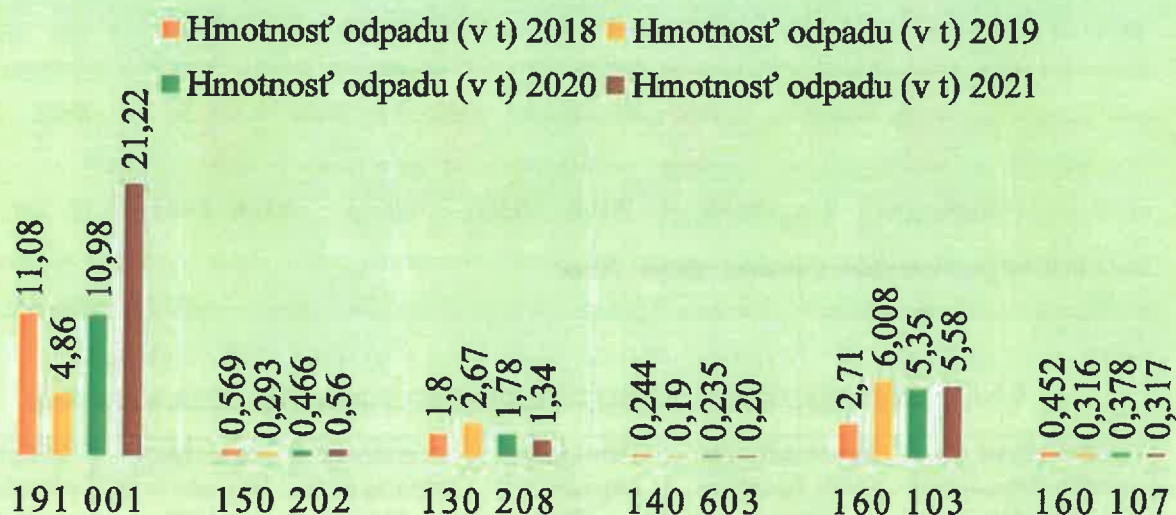 Hmotnosť odpadu (v t) 2018 Hmotnosť odpadu (v t) 2019
Hmotnosť odpadu (v t) 2020 Hmotnosť odpadu (v t) 2021
11,08 4,86 10,98 21,22
0,569 0,293 0,466 0,56
1,8 2,67 1,78 1,34
0,244 0,19 0,235 0,20
2,71 6,008 5,35 5,58
0,452 0,316 0,378 0,317
191 001 150 202 130 208 140 603 160 103 160 107